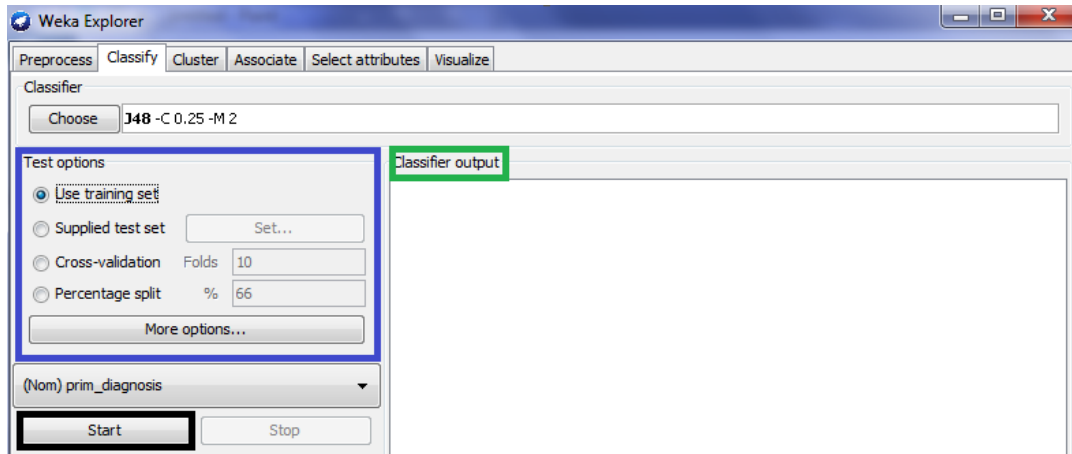 Weka Explorer
Preprocess Classify Cluster Associate Select attributes Visualize
Classifier
Choose J48 -C 0.25 -M 2
Test options
Use training set
Supplied test set Set...
Cross-validation Folds 10
Percentage split % 66
More options...
(Nom) prim_diagnosis
Start Stop
Classifier output